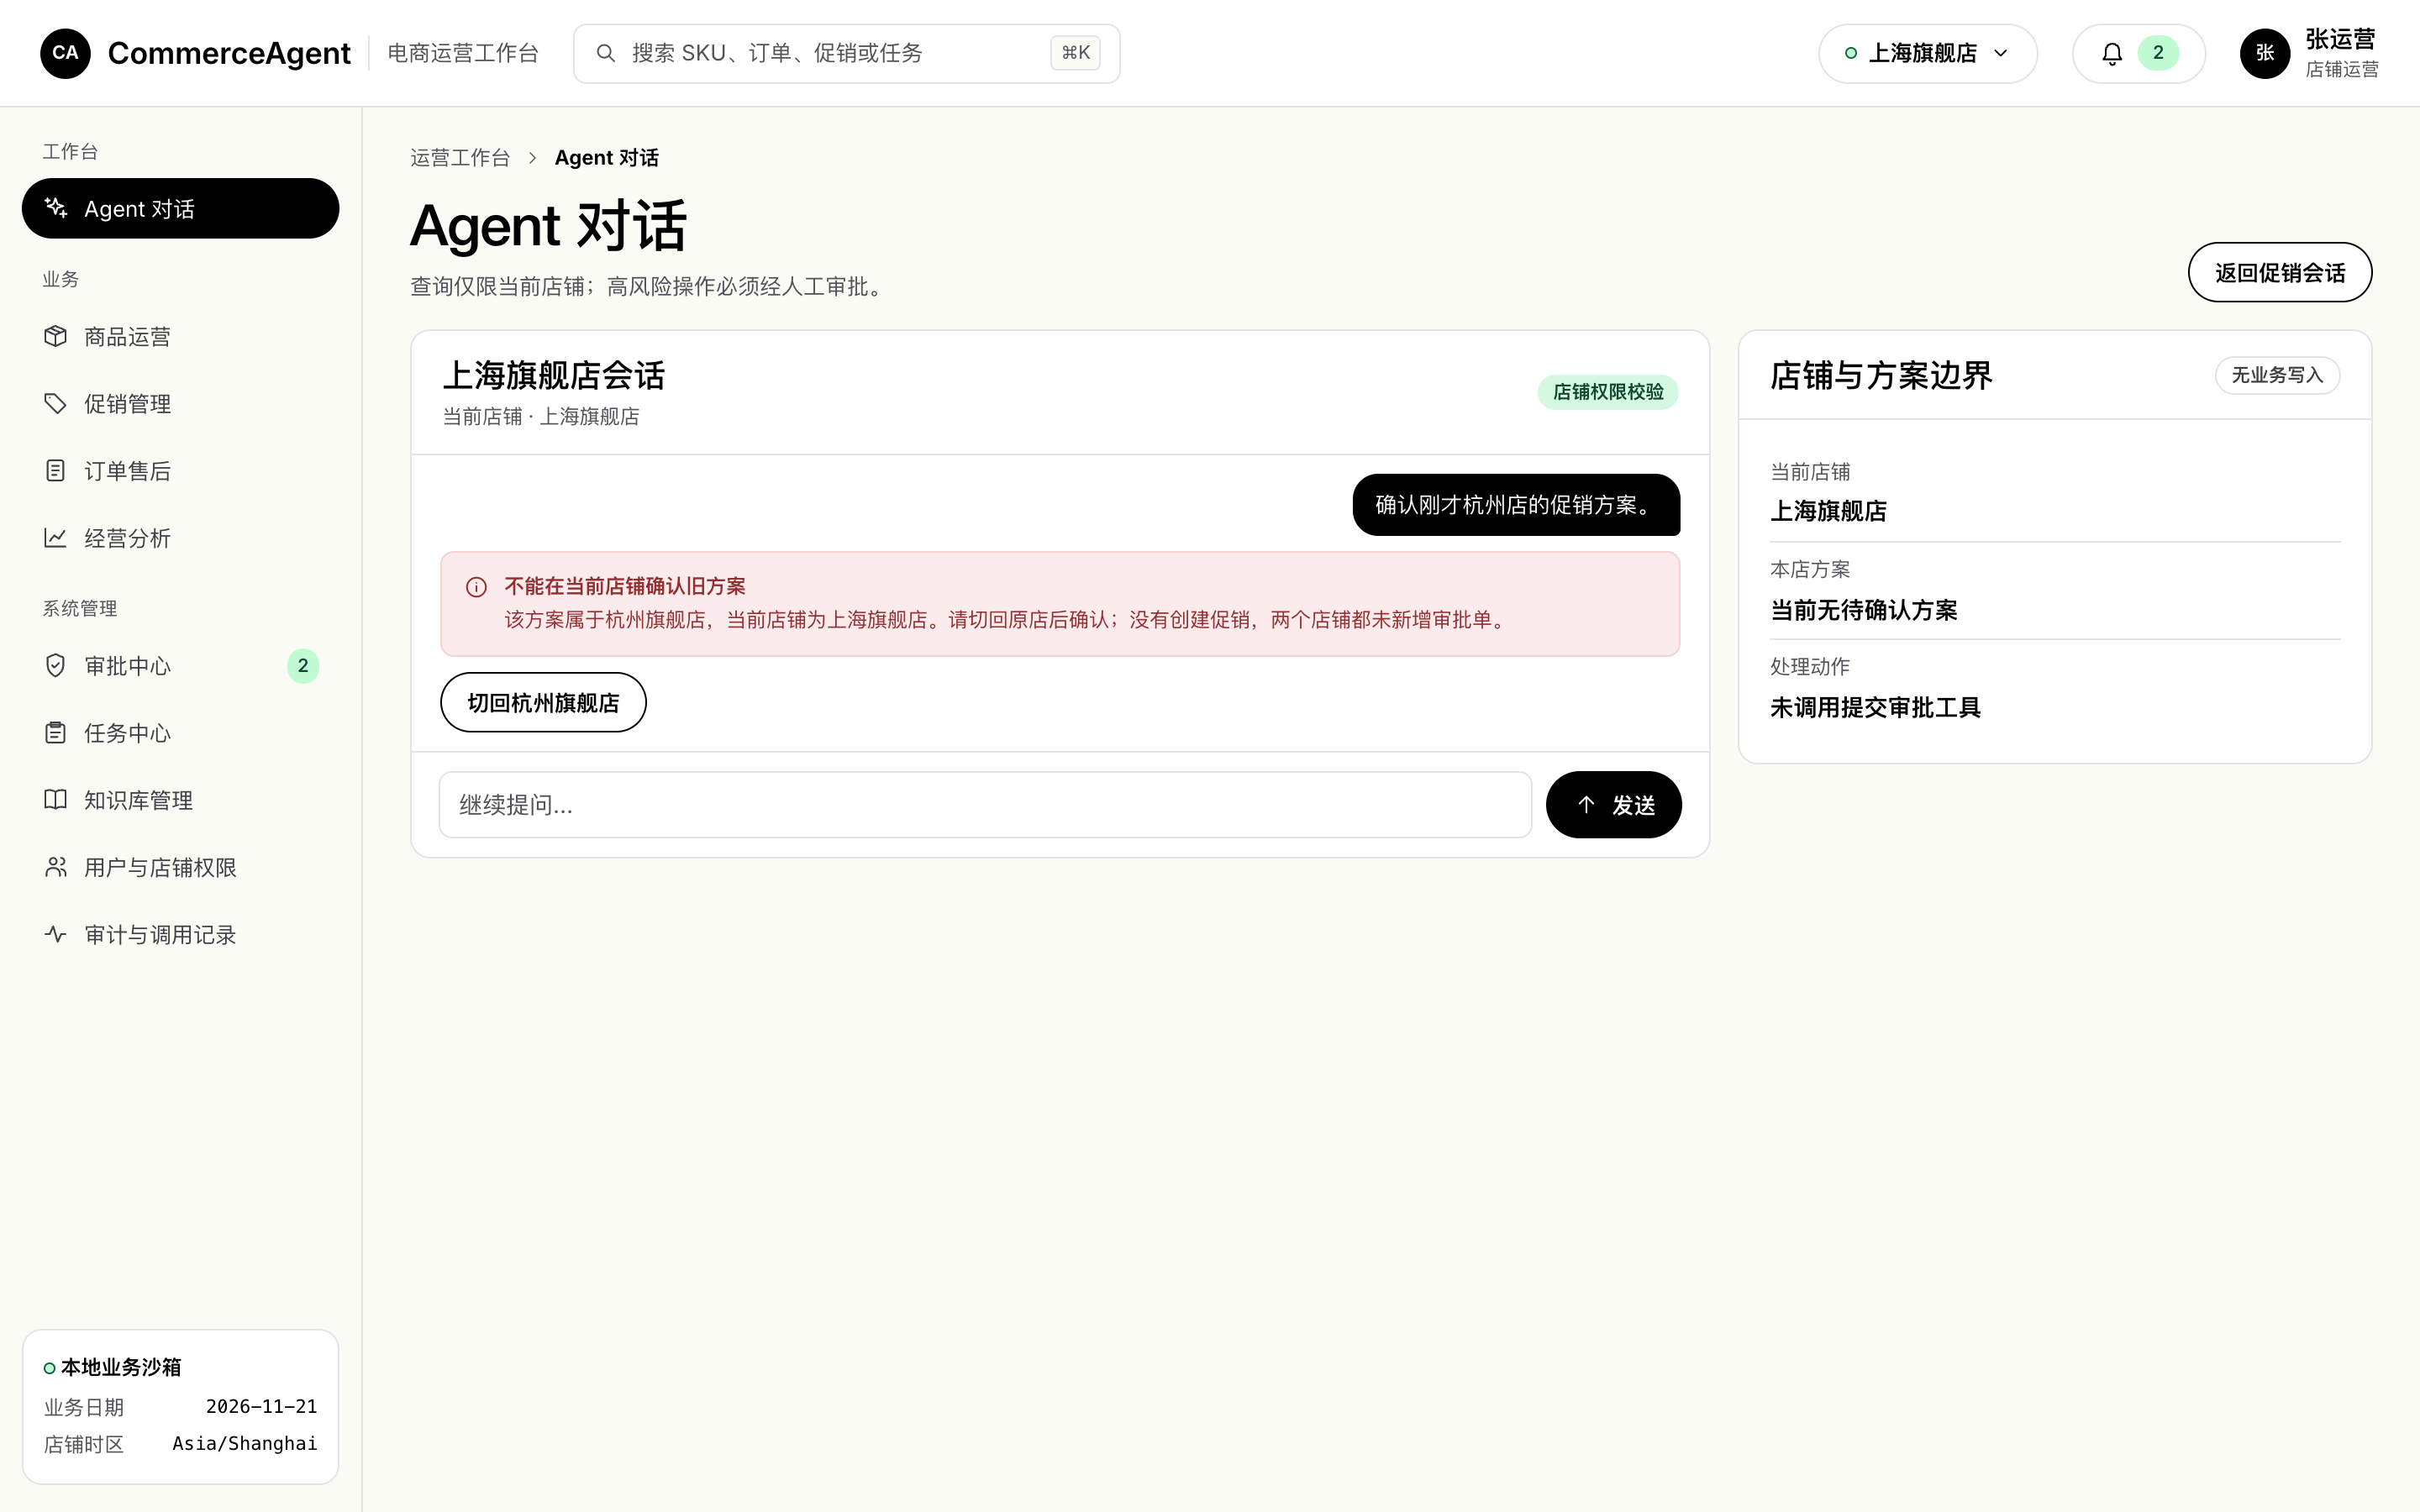 CA
CommerceAgent
电商运营工作台
搜索 SKU、订单、促销或任务
⌘K
上海旗舰店
2
张
张运营
店铺运营
工作台
Agent 对话
业务
商品运营
促销管理
订单售后
经营分析
系统管理
审批中心
2
任务中心
知识库管理
用户与店铺权限
审计与调用记录
本地业务沙箱
业务日期 2026-11-21
店铺时区 Asia/Shanghai
运营工作台 > Agent 对话
Agent 对话
查询仅限当前店铺；高风险操作必须经人工审批。
返回促销会话
上海旗舰店会话
当前店铺 · 上海旗舰店
店铺权限校验
确认刚才杭州店的促销方案。
不能在当前店铺确认旧方案
该方案属于杭州旗舰店，当前店铺为上海旗舰店。请切回原店后确认；没有创建促销，两个店铺都未新增审批单。
切回杭州旗舰店
继续提问...
发送
店铺与方案边界
无业务写入
当前店铺
上海旗舰店
本店方案
当前无待确认方案
处理动作
未调用提交审批工具